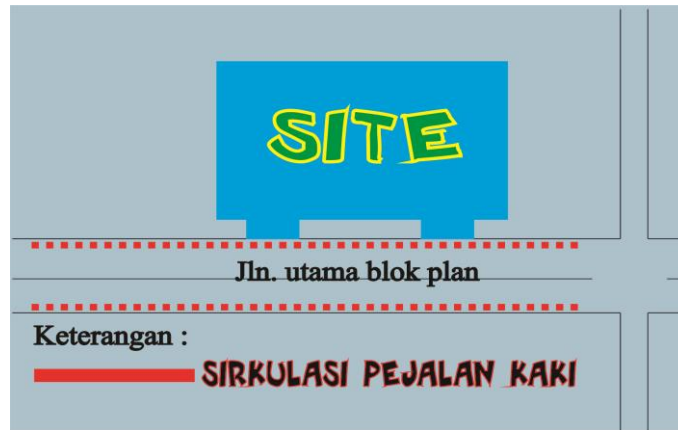 SITE
Jln. utama blok plan
Keterangan :
SIRKULASI PEJALAN KAKI